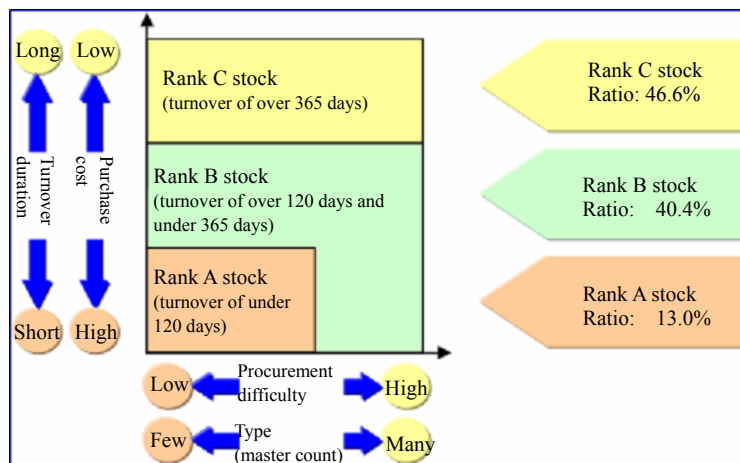 Long
Low
Turnover
duration
Purchase
cost
Short
High
Rank C stock
(turnover of over 365 days)
Rank B stock
(turnover of over 120 days and
under 365 days)
Rank A stock
(turnover of under
120 days)
Rank C stock
Ratio: 46.6%
Rank B stock
Ratio: 40.4%
Rank A stock
Ratio: 13.0%
Low
Procurement
difficulty
High
Few
Type
(master count)
Many